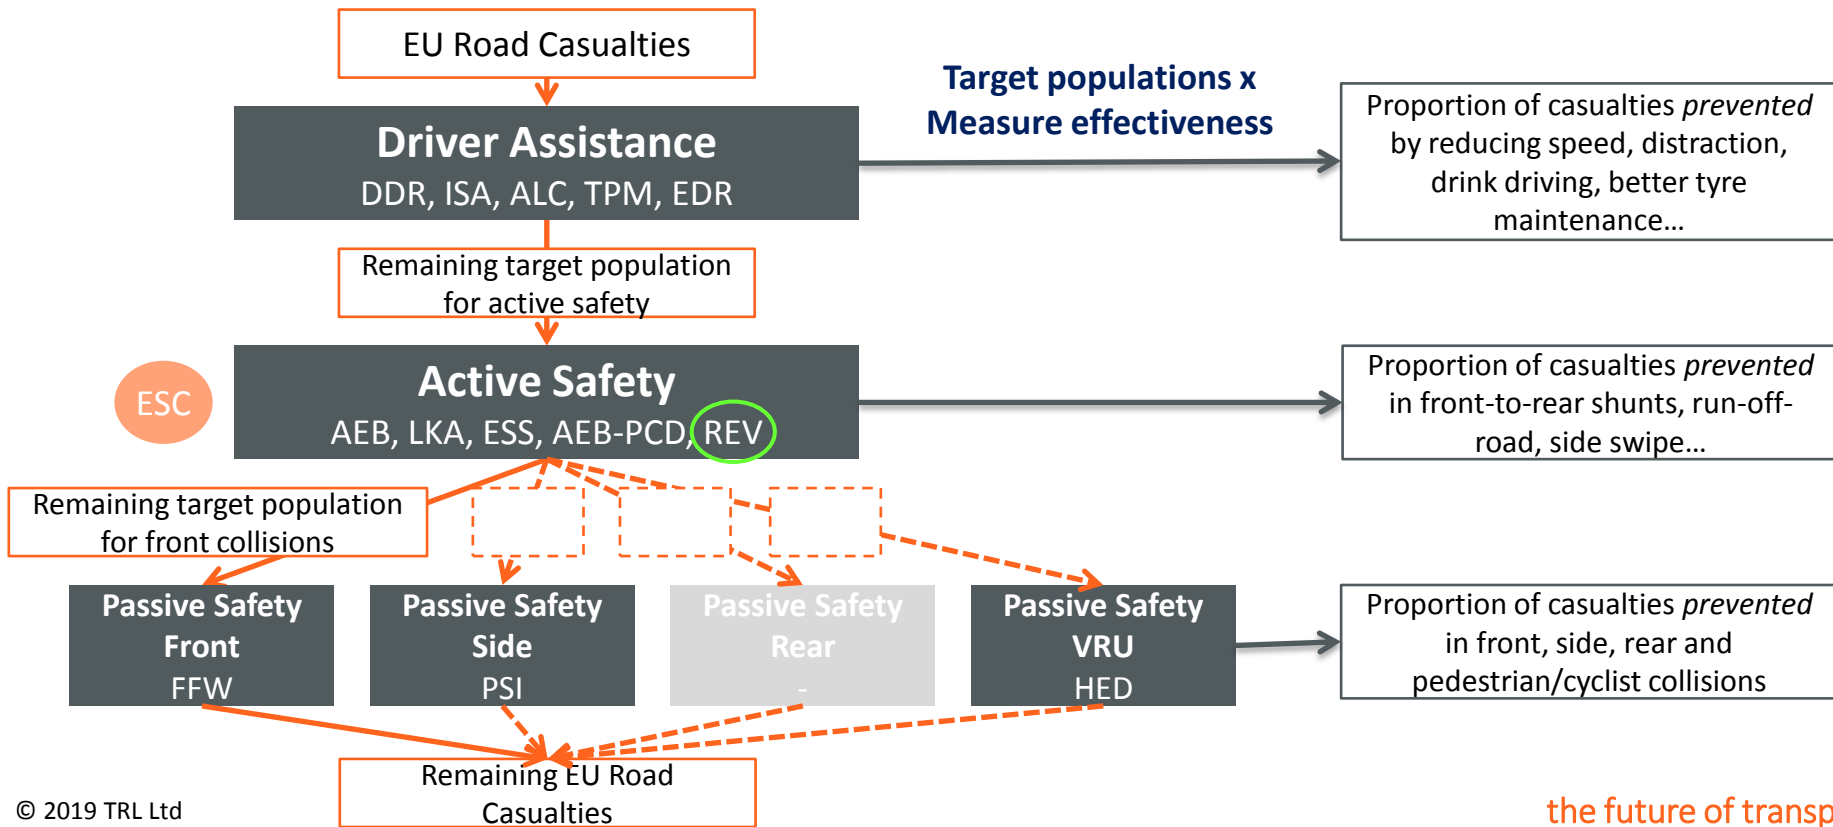 EU Road Casualties
Target populations x
Measure effectiveness
Driver Assistance
DDR, ISA, ALC, TPM, EDR
Proportion of casualties prevented
by reducing speed, distraction,
drink driving, better tyre
maintenance...
Remaining target population
for active safety
ESC
Active Safety
AEB, LKA, ESS, AEB-PCD, REV
Proportion of casualties prevented
in front-to-rear shunts, run-off-
road, side swipe...
Remaining target population
for front collisions
Passive Safety
Front
FFW
Passive Safety
Side
PSI
Passive Safety
Rear
-
Passive Safety
VRU
HED
Proportion of casualties prevented
in front, side, rear and
pedestrian/cyclist collisions
Remaining EU Road
Casualties
© 2019 TRL Ltd
the future of transp